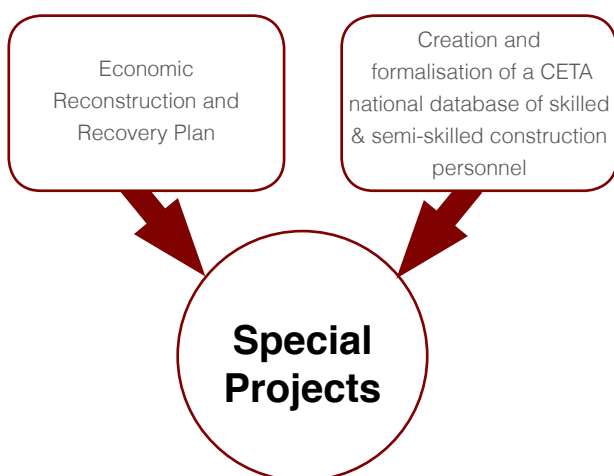 Economic
Reconstruction and
Recovery Plan
Creation and
formalisation of a CETA
national database of skilled
& semi-skilled construction
personnel
Special
Projects